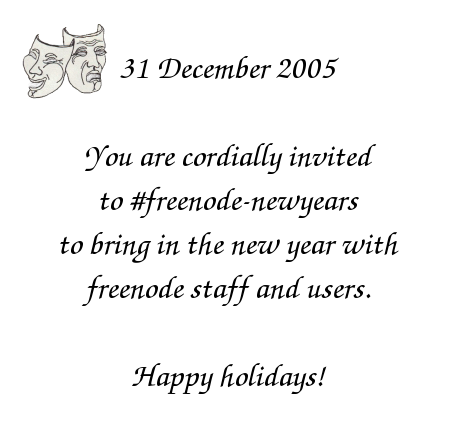 31 December 2005
You are cordially invited
to #freenode-newyears
to bring in the new year with
freenode staff and users.
Happy holidays!